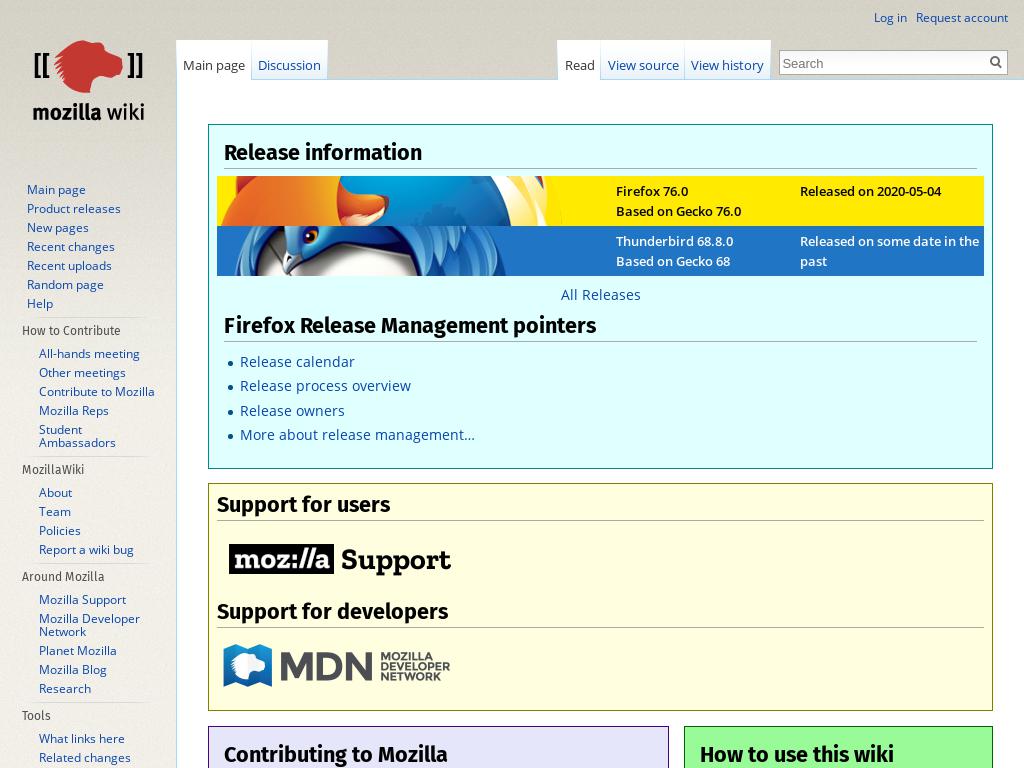 Log in Request account
[[ ]]
mozilla wiki
Main page Discussion Read View source View history Search
Main page
Product releases
New pages
Recent changes
Recent uploads
Random page
Help
How to Contribute
All-hands meeting
Other meetings
Contribute to Mozilla
Mozilla Reps
Student
Ambassadors
MozillaWiki
About
Team
Policies
Report a wiki bug
Around Mozilla
Mozilla Support
Mozilla Developer
Network
Planet Mozilla
Mozilla Blog
Research
Tools
What links here
Related changes
Release information
Firefox 76.0 Released on 2020-05-04
Based on Gecko 76.0
Thunderbird 68.8.0 Released on some date in the
Based on Gecko 68 past
All Releases
Firefox Release Management pointers
• Release calendar
• Release process overview
• Release owners
• More about release management...
Support for users
moz://a Support
Support for developers
MDN MOZILLA
DEVELOPER
NETWORK
Contributing to Mozilla How to use this wiki